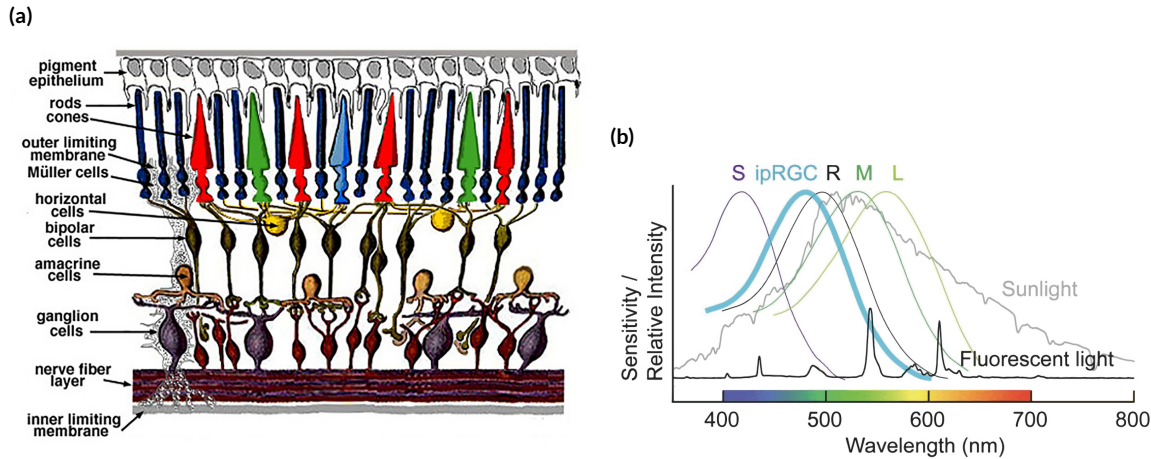 (a)
pigment
epithelium
rods
cones
outer limiting
membrane
Müller cells
horizontal
cells
bipolar
cells
amacrine
cells
ganglion
cells
nerve fiber
layer
inner limiting
membrane
(b)
S ipRGC R M L
Sensitivity /
Relative Intensity
Sunlight
Fluorescent light
400 500 600 700 800
Wavelength (nm)